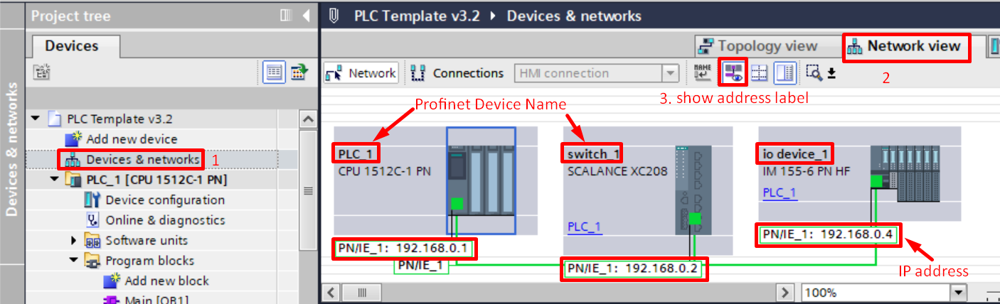 Project tree
PLC Template v3.2 ▸ Devices & networks
Devices
Topology view
Network view
2
Network
Connections
HMI connection
NAME
3. show address label
Devices & networks
PLC Template v3.2
Add new device
Devices & networks
1
PLC_1 [CPU 1512C-1 PN]
Device configuration
Online & diagnostics
Software units
Program blocks
Add new block
Main [OB1]
Profinet Device Name
PLC_1
CPU 1512C-1 PN
switch_1
SCALANCE XC208
PLC_1
io device_1
IM 155-6 PN HF
PLC_1
PN/IE_1: 192.168.0.1
PN/IE_1
PN/IE_1: 192.168.0.2
PN/IE_1: 192.168.0.4
IP address
100%